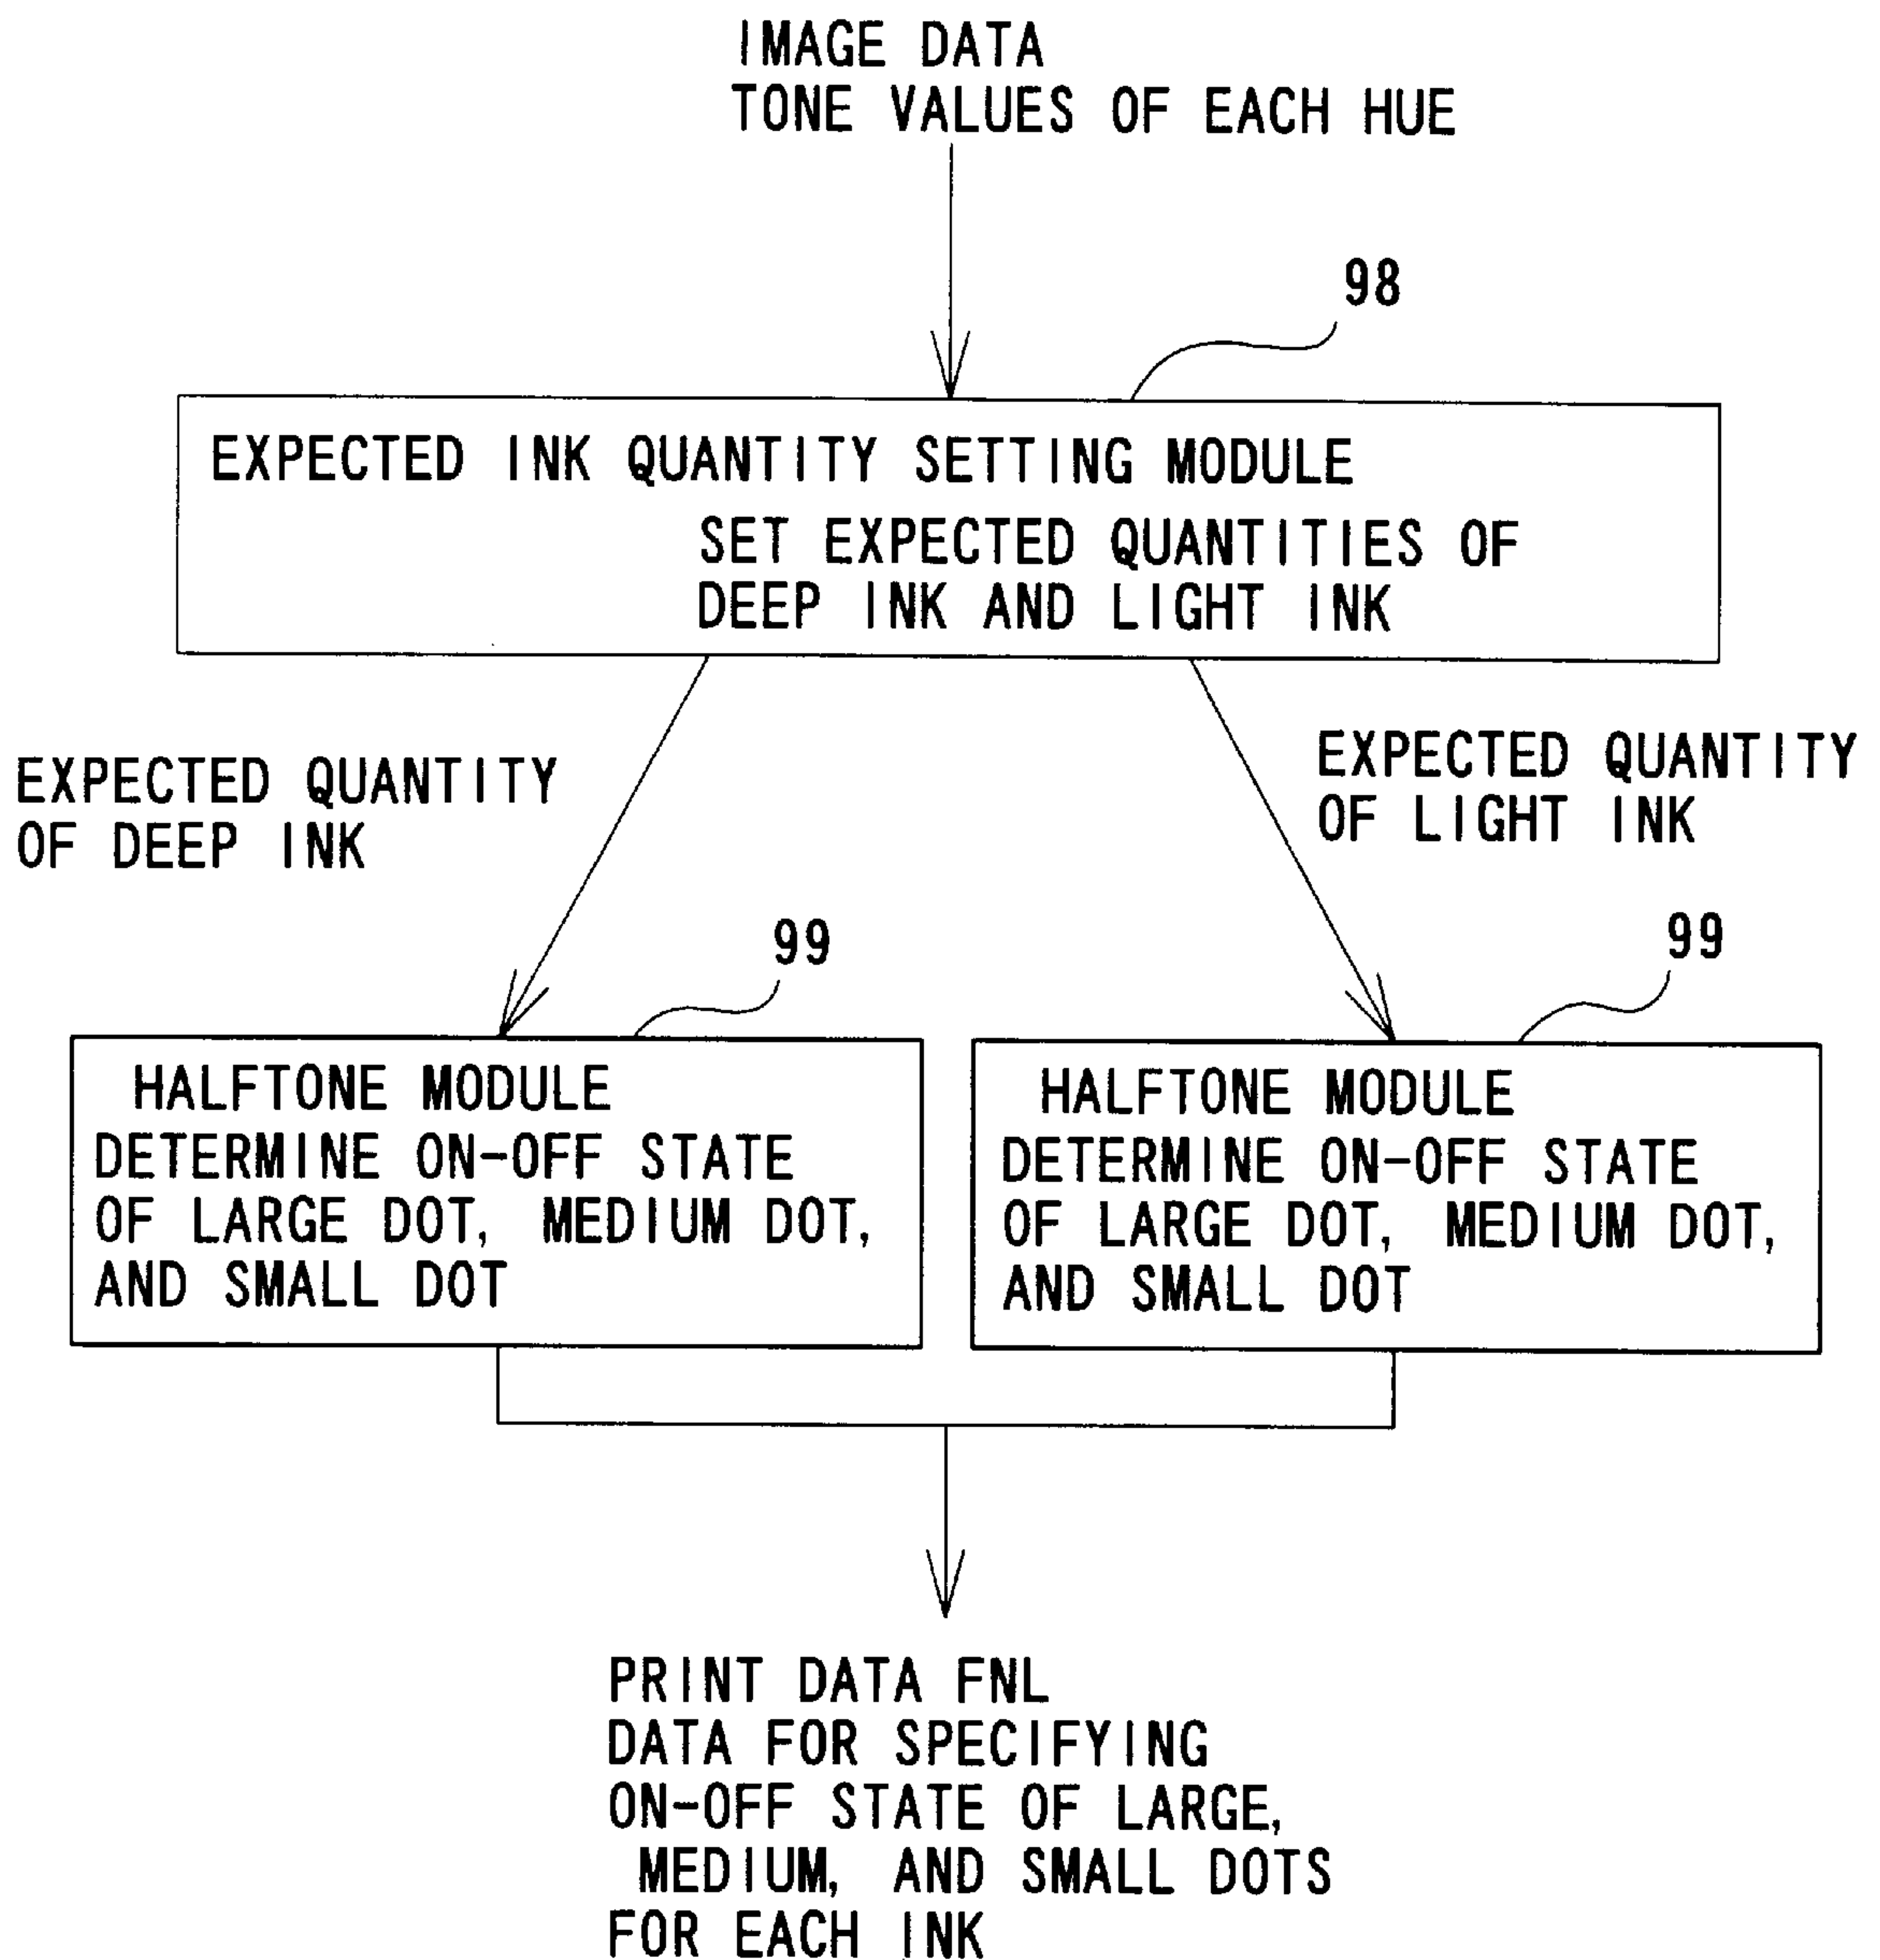 IMAGE DATA
TONE VALUES OF EACH HUE
98
EXPECTED INK QUANTITY SETTING MODULE
SET EXPECTED QUANTITIES OF
DEEP INK AND LIGHT INK
EXPECTED QUANTITY
OF DEEP INK
EXPECTED QUANTITY
OF LIGHT INK
99
HALFTONE MODULE
DETERMINE ON-OFF STATE
OF LARGE DOT, MEDIUM DOT,
AND SMALL DOT
99
HALFTONE MODULE
DETERMINE ON-OFF STATE
OF LARGE DOT, MEDIUM DOT,
AND SMALL DOT
PRINT DATA FNL
DATA FOR SPECIFYING
ON-OFF STATE OF LARGE,
MEDIUM, AND SMALL DOTS
FOR EACH INK